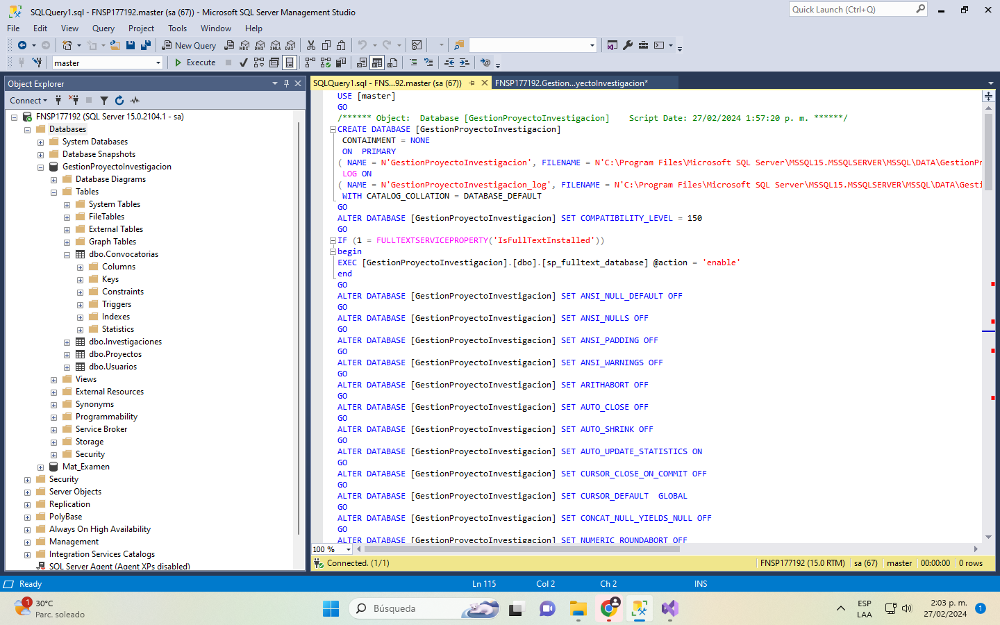 SQLQuery1.sql - FNSP177192.master (sa (67)) - Microsoft SQL Server Management Studio
Quick Launch (Ctrl+Q)
File Edit View Query Project Tools Window Help
New Query MDX DMX XMLA DAX
master Execute
Object Explorer
Connect
FNSP177192 (SQL Server 15.0.2104.1 - sa)
Databases
System Databases
Database Snapshots
GestionProyectoInvestigacion
Database Diagrams
Tables
System Tables
FileTables
External Tables
Graph Tables
dbo.Convocatorias
Columns
Keys
Constraints
Triggers
Indexes
Statistics
dbo.Investigaciones
dbo.Proyectos
dbo.Usuarios
Views
External Resources
Synonyms
Programmability
Service Broker
Storage
Security
Mat_Examen
Security
Server Objects
Replication
PolyBase
Always On High Availability
Management
Integration Services Catalogs
SQL Server Agent (Agent XPs disabled)
SQLQuery1.sql - FNS...92.master (sa (67)) FNSP177192.Gestion...yectoInvestigacion*
USE [master]
GO
/****** Object:  Database [GestionProyectoInvestigacion]    Script Date: 27/02/2024 1:57:20 p. m. ******/
CREATE DATABASE [GestionProyectoInvestigacion]
CONTAINMENT = NONE
ON  PRIMARY
( NAME = N'GestionProyectoInvestigacion', FILENAME = N'C:\Program Files\Microsoft SQL Server\MSSQL15.MSSQLSERVER\MSSQL\DATA\GestionPr
LOG ON
( NAME = N'GestionProyectoInvestigacion_log', FILENAME = N'C:\Program Files\Microsoft SQL Server\MSSQL15.MSSQLSERVER\MSSQL\DATA\Gesti
WITH CATALOG_COLLATION = DATABASE_DEFAULT
GO
ALTER DATABASE [GestionProyectoInvestigacion] SET COMPATIBILITY_LEVEL = 150
GO
IF (1 = FULLTEXTSERVICEPROPERTY('IsFullTextInstalled'))
begin
EXEC [GestionProyectoInvestigacion].[dbo].[sp_fulltext_database] @action = 'enable'
end
GO
ALTER DATABASE [GestionProyectoInvestigacion] SET ANSI_NULL_DEFAULT OFF
GO
ALTER DATABASE [GestionProyectoInvestigacion] SET ANSI_NULLS OFF
GO
ALTER DATABASE [GestionProyectoInvestigacion] SET ANSI_PADDING OFF
GO
ALTER DATABASE [GestionProyectoInvestigacion] SET ANSI_WARNINGS OFF
GO
ALTER DATABASE [GestionProyectoInvestigacion] SET ARITHABORT OFF
GO
ALTER DATABASE [GestionProyectoInvestigacion] SET AUTO_CLOSE OFF
GO
ALTER DATABASE [GestionProyectoInvestigacion] SET AUTO_SHRINK OFF
GO
ALTER DATABASE [GestionProyectoInvestigacion] SET AUTO_UPDATE_STATISTICS ON
GO
ALTER DATABASE [GestionProyectoInvestigacion] SET CURSOR_CLOSE_ON_COMMIT OFF
GO
ALTER DATABASE [GestionProyectoInvestigacion] SET CURSOR_DEFAULT  GLOBAL
GO
ALTER DATABASE [GestionProyectoInvestigacion] SET CONCAT_NULL_YIELDS_NULL OFF
GO
ALTER DATABASE [GestionProyectoInvestigacion] SET NUMERIC_ROUNDABORT OFF
100 %
Connected. (1/1) FNSP177192 (15.0 RTM) sa (67) master 00:00:00 0 rows
Ready Ln 115 Col 2 Ch 2 INS
1
30°C
Parc. soleado
Búsqueda
ESP
LAA
2:03 p. m.
27/02/2024
1